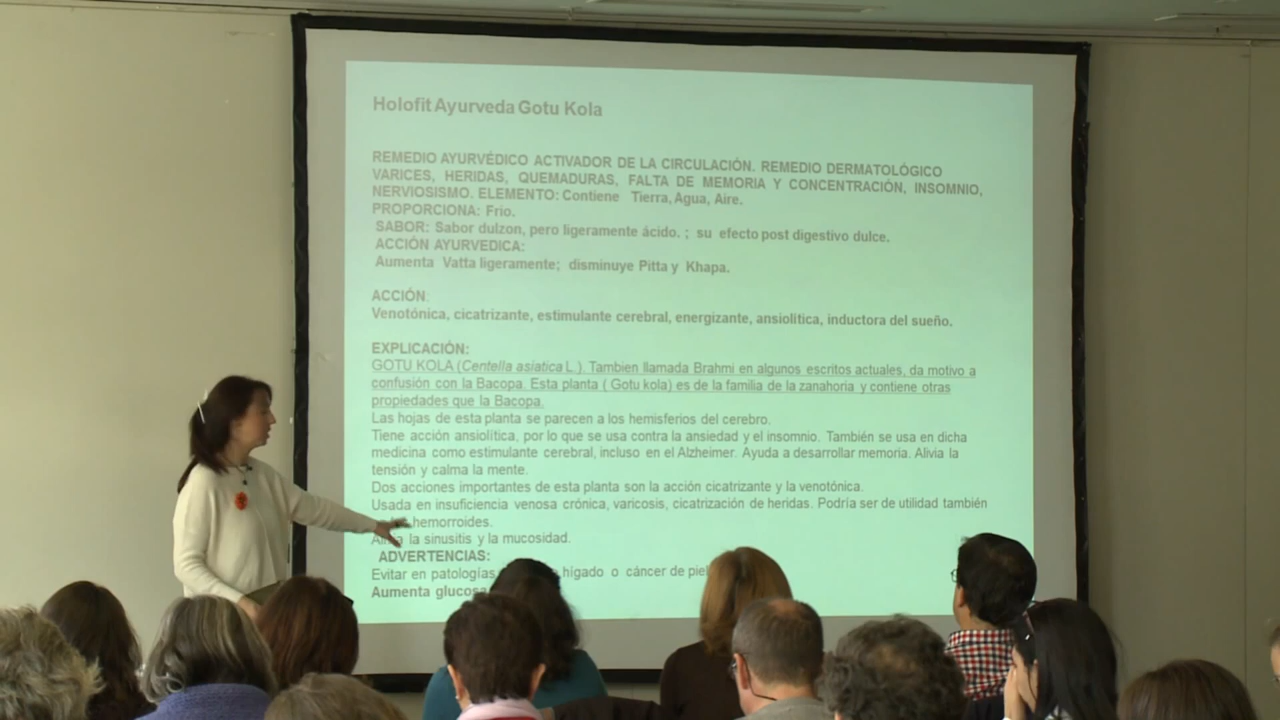 Holofit Ayurveda Gotu Kola
REMEDIO AYURVÉDICO ACTIVADOR DE LA CIRCULACIÓN. REMEDIO DERMATOLÓGICO
VARICES, HERIDAS, QUEMADURAS, FALTA DE MEMORIA Y CONCENTRACIÓN, INSOMNIO,
NERVIOSISMO. ELEMENTO: Contiene Tierra, Agua, Aire.
PROPORCIONA: Frio.
SABOR: Sabor dulzon, pero ligeramente ácido. ; su efecto post digestivo dulce.
ACCIÓN AYURVEDICA:
Aumenta Vatta ligeramente; disminuye Pitta y Khapa.
ACCIÓN:
Venotónica, cicatrizante, estimulante cerebral, energizante, ansiolítica, inductora del sueño.
EXPLICACIÓN:
GOTU KOLA (Centella asiatica L.). Tambien llamada Brahmi en algunos escritos actuales, da motivo a
confusión con la Bacopa. Esta planta ( Gotu kola) es de la familia de la zanahoria y contiene otras
propiedades que la Bacopa.
Las hojas de esta planta se parecen a los hemisferios del cerebro.
Tiene acción ansiolítica, por lo que se usa contra la ansiedad y el insomnio. También se usa en dicha
medicina como estimulante cerebral, incluso en el Alzheimer. Ayuda a desarrollar memoria. Alivia la
tensión y calma la mente.
Dos acciones importantes de esta planta son la acción cicatrizante y la venotónica.
Usada en insuficiencia venosa crónica, varicosis, cicatrización de heridas. Podría ser de utilidad también
hemorroides.
la sinusitis y la mucosidad.
ADVERTENCIAS:
Evitar en patologías hígado o cáncer de piel
Aumenta glucosa